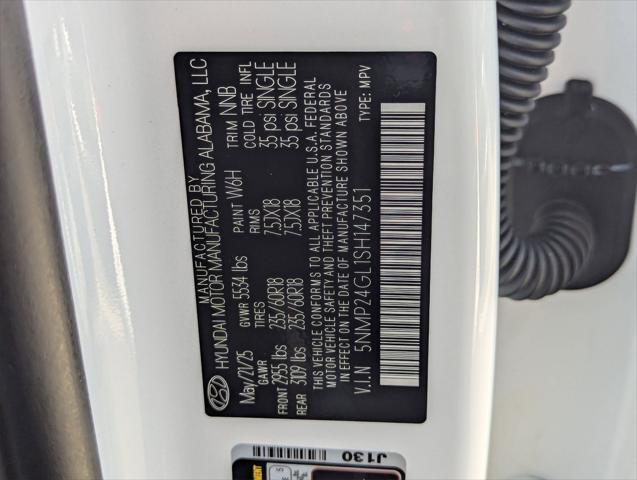 MANUFACTURED BY
HYUNDAI MOTOR MANUFACTURING ALABAMA, LLC
May/21/25 GVWR 5534 lbs PAINT W6H TRIM NNB
GAWR TIRES RIMS COLD TIRE INFL
FRONT 2955 lbs 235/60R18 7.5JX18 35 psi SINGLE
REAR 3109 lbs 235/60R18 7.5JX18 35 psi SINGLE
THIS VEHICLE CONFORMS TO ALL APPLICABLE U.S.A. FEDERAL
MOTOR VEHICLE SAFETY AND THEFT PREVENTION STANDARDS
IN EFFECT ON THE DATE OF MANUFACTURE SHOWN ABOVE
V.I.N 5NMP24GL1SH147351 TYPE: MPV
J130